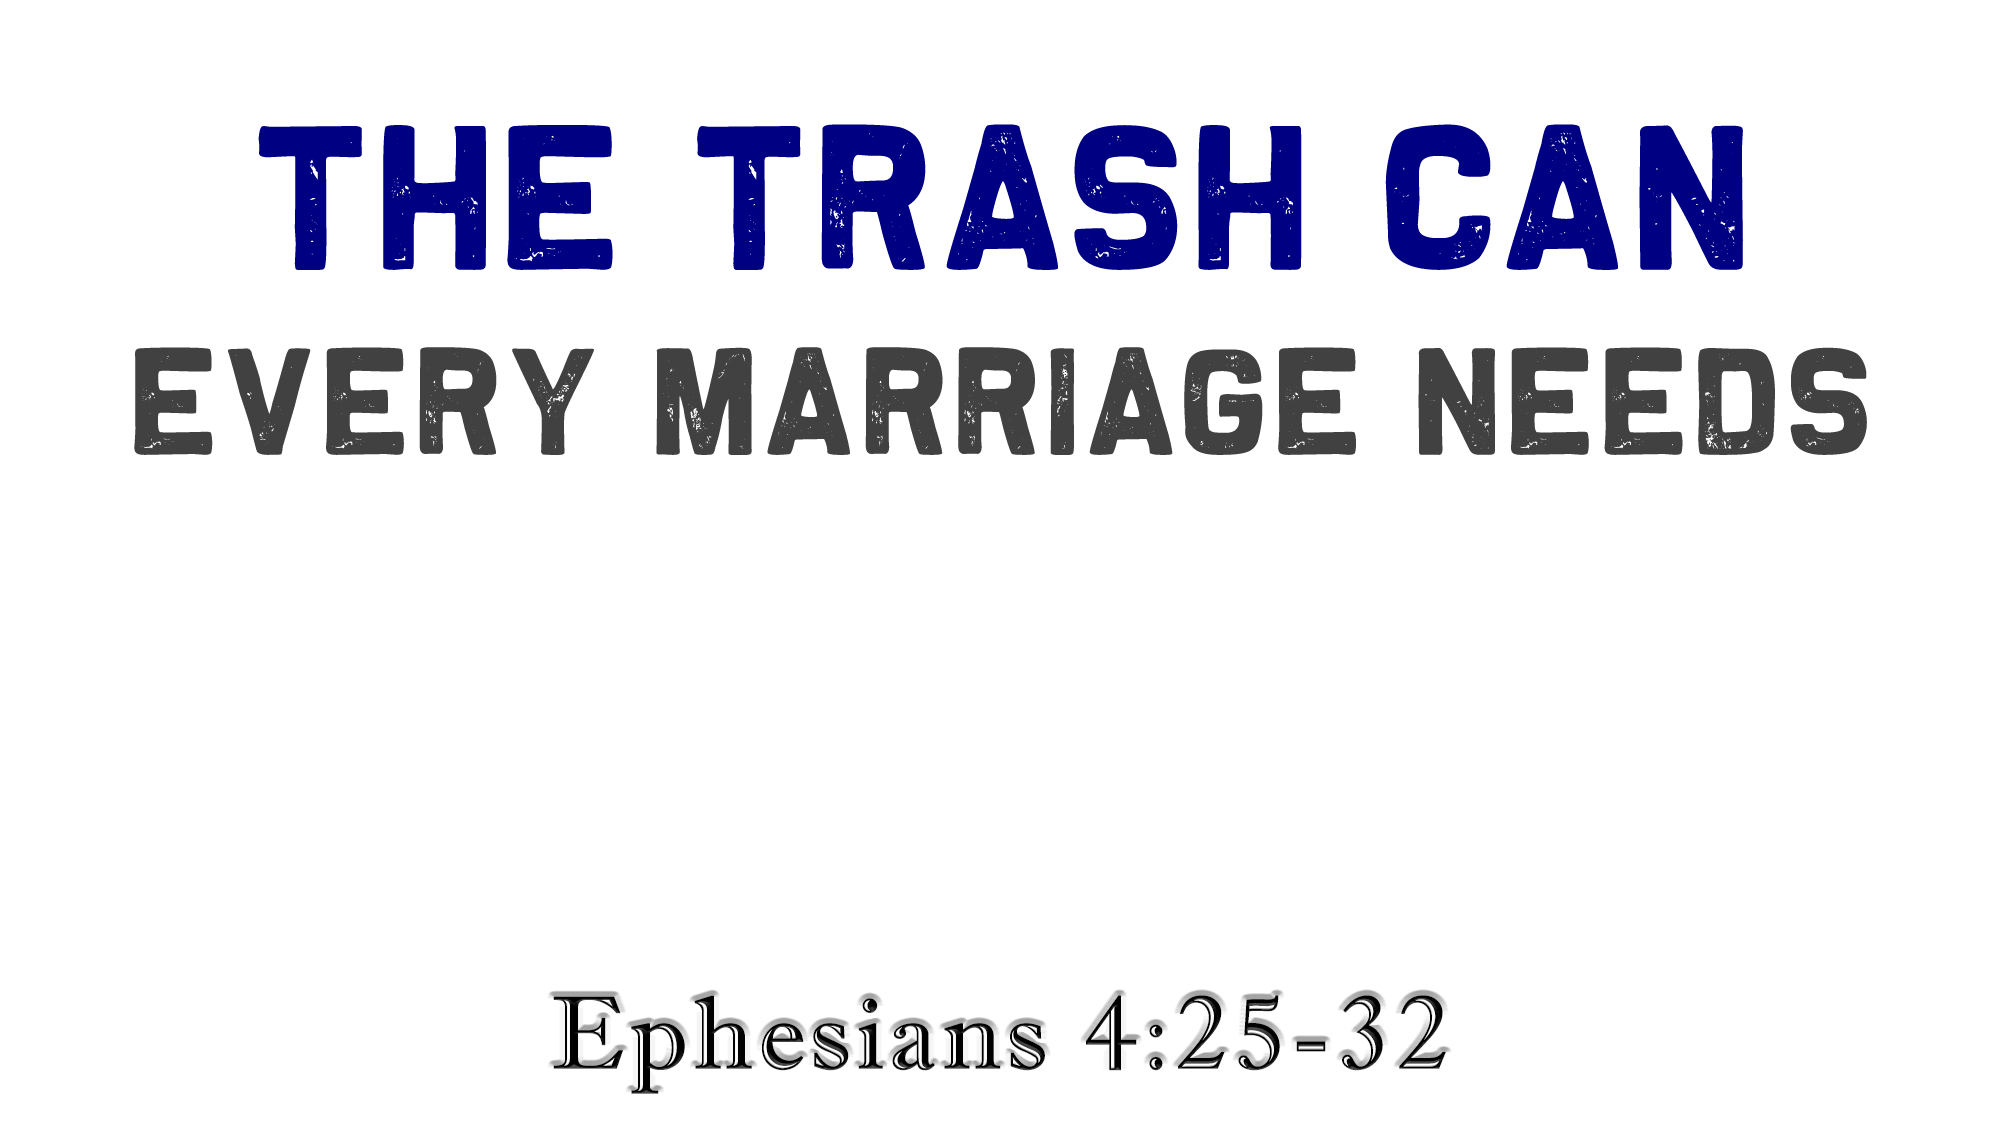 THE TRASH CAN
EVERY MARRIAGE NEEDS
Ephesians 4:25-32